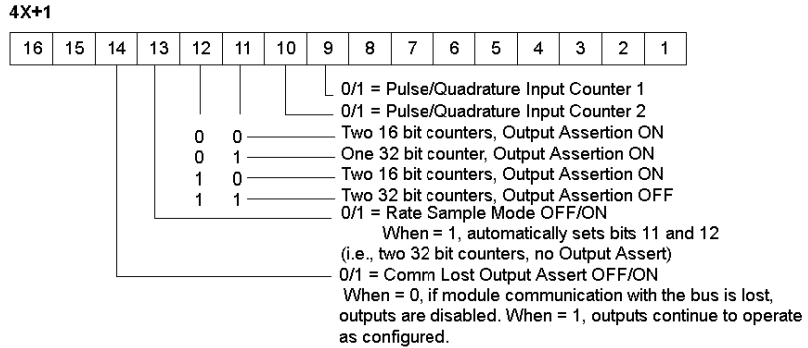 4X+1
16 15 14 13 12 11 10 9 8 7 6 5 4 3 2 1
0/1 = Pulse/Quadrature Input Counter 1
0/1 = Pulse/Quadrature Input Counter 2
0 0 Two 16 bit counters, Output Assertion ON
0 1 One 32 bit counter, Output Assertion ON
1 0 Two 16 bit counters, Output Assertion ON
1 1 Two 32 bit counters, Output Assertion OFF
0/1 = Rate Sample Mode OFF/ON
When = 1, automatically sets bits 11 and 12
(i.e., two 32 bit counters, no Output Assert)
0/1 = Comm Lost Output Assert OFF/ON
When = 0, if module communication with the bus is lost,
outputs are disabled. When = 1, outputs continue to operate
as configured.